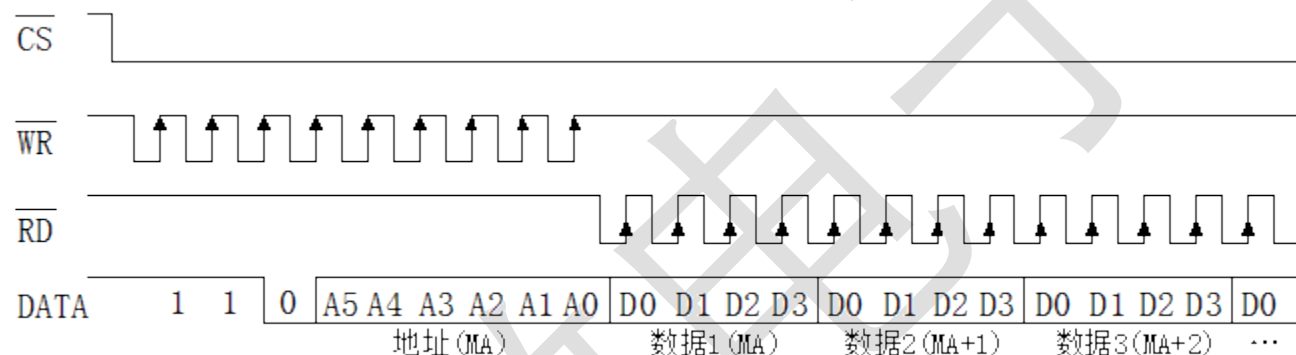 CS
WR
RD
DATA 1 1 0 A5 A4 A3 A2 A1 A0 D0 D1 D2 D3 D0 D1 D2 D3 D0 D1 D2 D3 D0
地址(MA) 数据1(MA) 数据2(MA+1) 数据3(MA+2) …